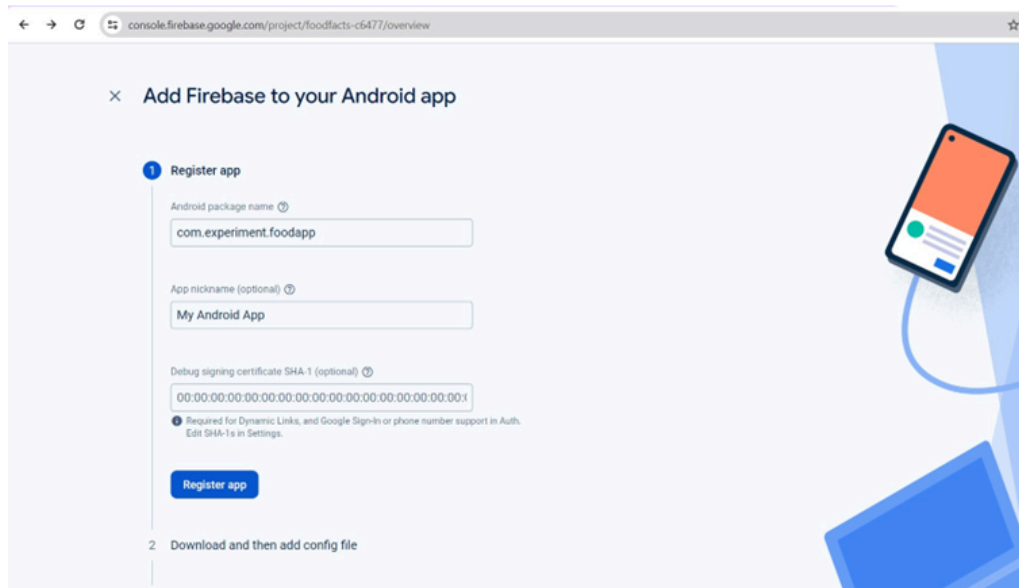 console.firebase.google.com/project/foodfacts-c6477/overview
Add Firebase to your Android app
1 Register app
Android package name
com.experiment.foodapp
App nickname (optional)
My Android App
Debug signing certificate SHA-1 (optional)
00:00:00:00:00:00:00:00:00:00:00:00:00:00:00:00:00:
Required for Dynamic Links, and Google Sign-In or phone number support in Auth.
Edit SHA-1s in Settings.
Register app
2 Download and then add config file